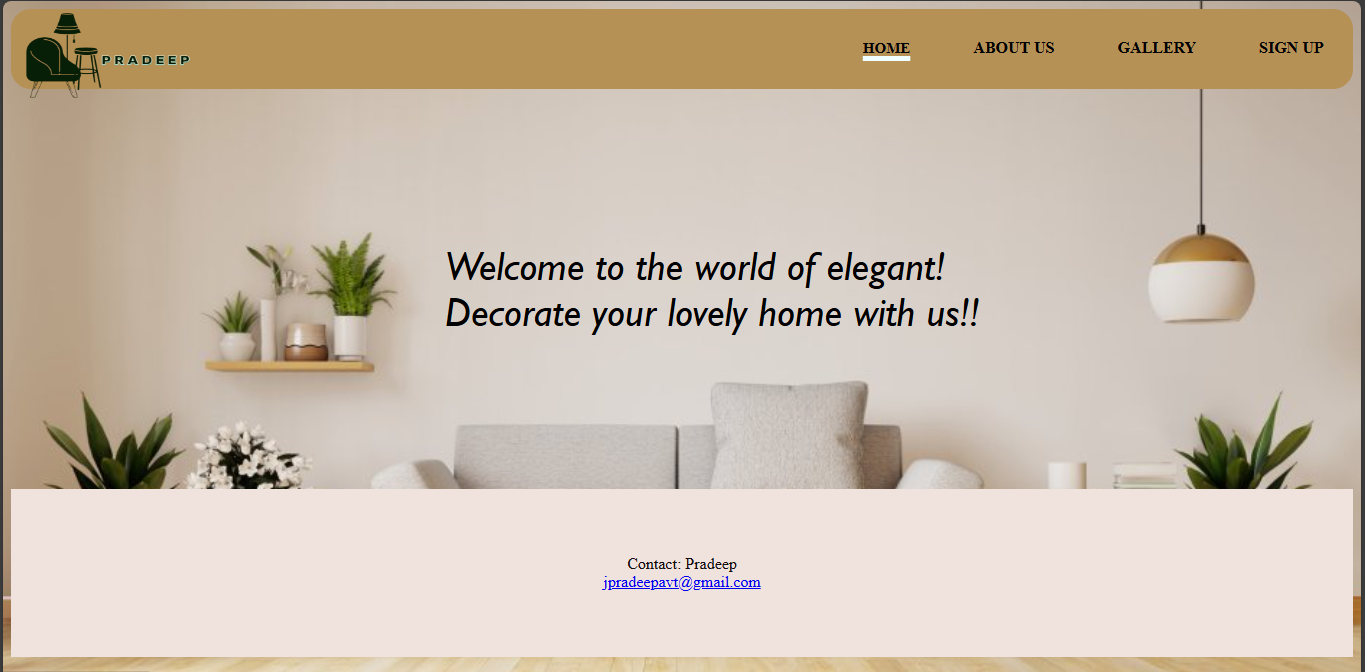 PRADEEP
HOME
ABOUT US
GALLERY
SIGN UP
Welcome to the world of elegant!
Decorate your lovely home with us!!
Contact: Pradeep
jpradeepavt@gmail.com